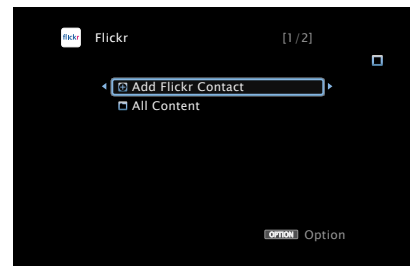 flickr Flickr [1/2]
Add Flickr Contact
All Content
OPTION Option